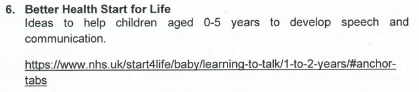 6. Better Health Start for Life
Ideas to help children aged 0-5 years to develop speech and
communication.
https://www.nhs.uk/start4life/baby/learning-to-talk/1-to-2-years/#anchor-
tabs